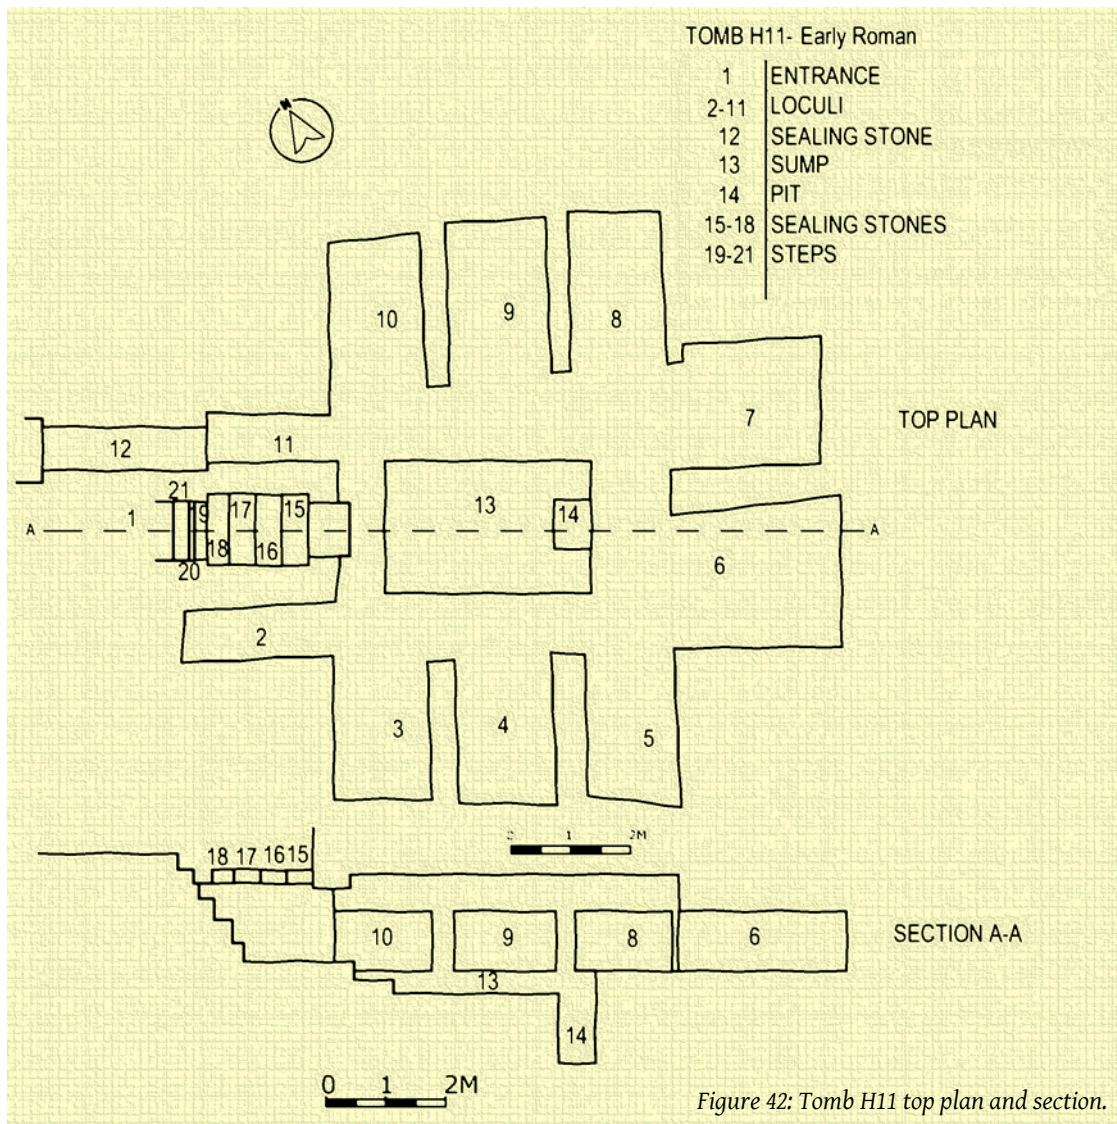 TOMB H11- Early Roman
1 ENTRANCE
2-11 LOCULI
12 SEALING STONE
13 SUMP
14 PIT
15-18 SEALING STONES
19-21 STEPS
N
10
9
8
7
TOP PLAN
12
11
21
1
19
17
15
13
14
A
A
18
16
20
6
2
3
4
5
0 1 2M
18 17 16 15
10
9
8
6
SECTION A-A
13
14
0 1 2M
Figure 42: Tomb H11 top plan and section.